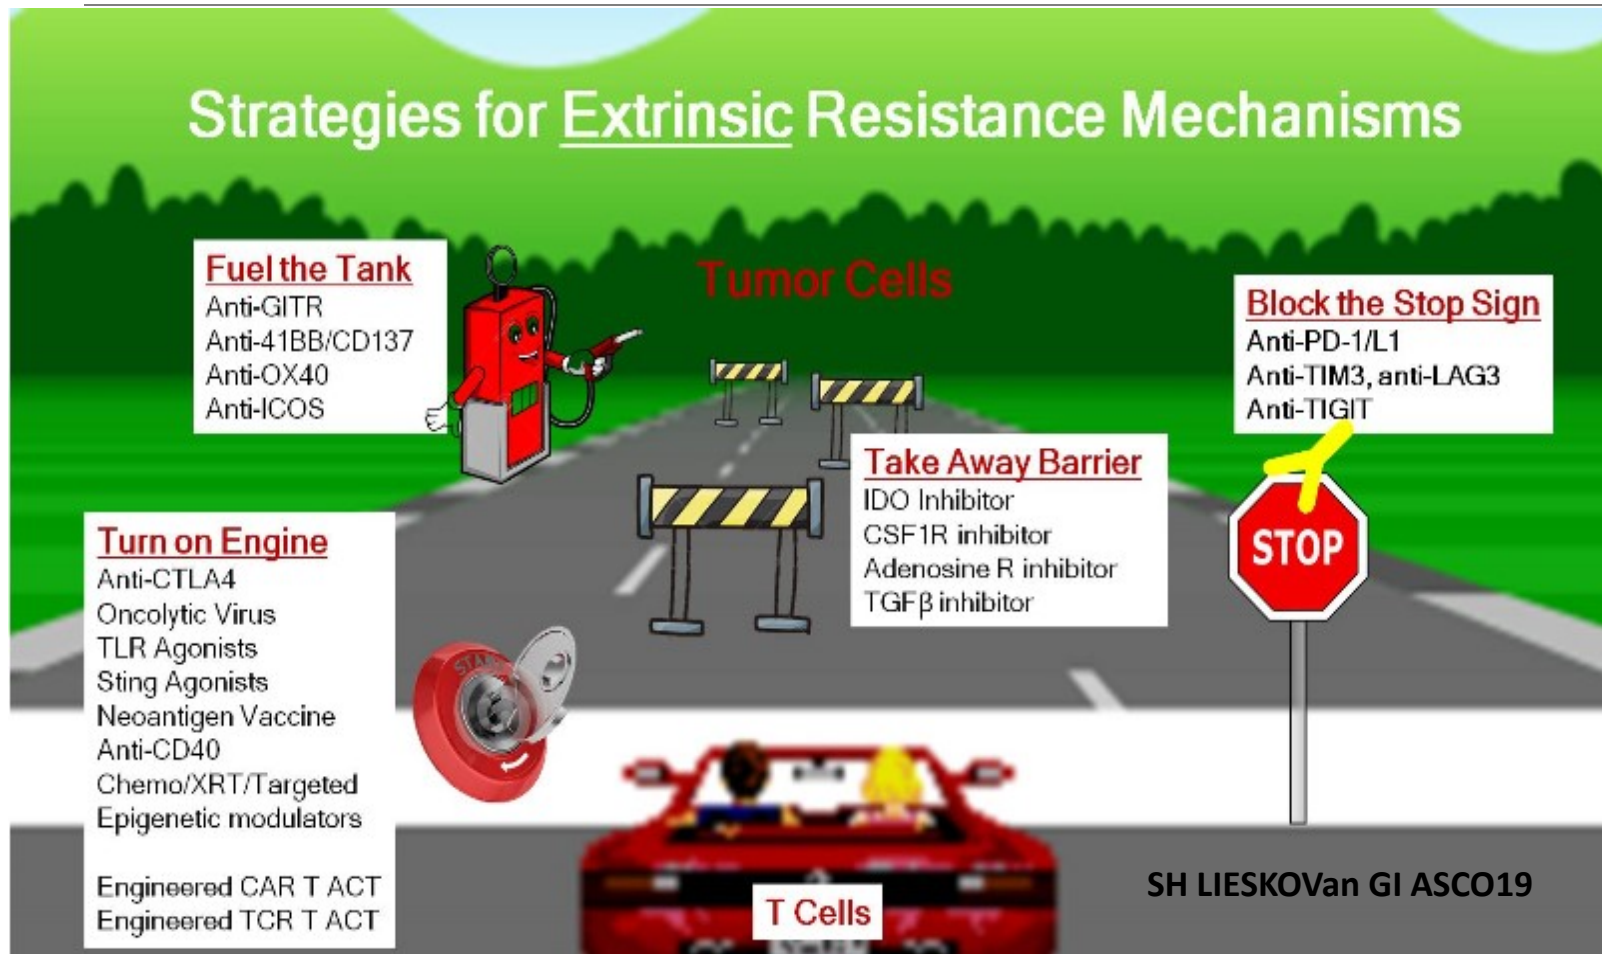 Strategies for Extrinsic Resistance Mechanisms
Fuel the Tank
Anti-GITR
Anti-41BB/CD137
Anti-OX40
Anti-ICOS
Tumor Cells
Block the Stop Sign
Anti-PD-1/L1
Anti-TIM3, anti-LAG3
Anti-TIGIT
Take Away Barrier
IDO Inhibitor
CSF1R inhibitor
Adenosine R inhibitor
TGFβ inhibitor
STOP
Turn on Engine
Anti-CTLA4
Oncolytic Virus
TLR Agonists
Sting Agonists
Neoantigen Vaccine
Anti-CD40
Chemo/XRT/Targeted
Epigenetic modulators
Engineered CAR T ACT
Engineered TCR T ACT
START
T Cells
SH LIESKOVan GI ASCO19